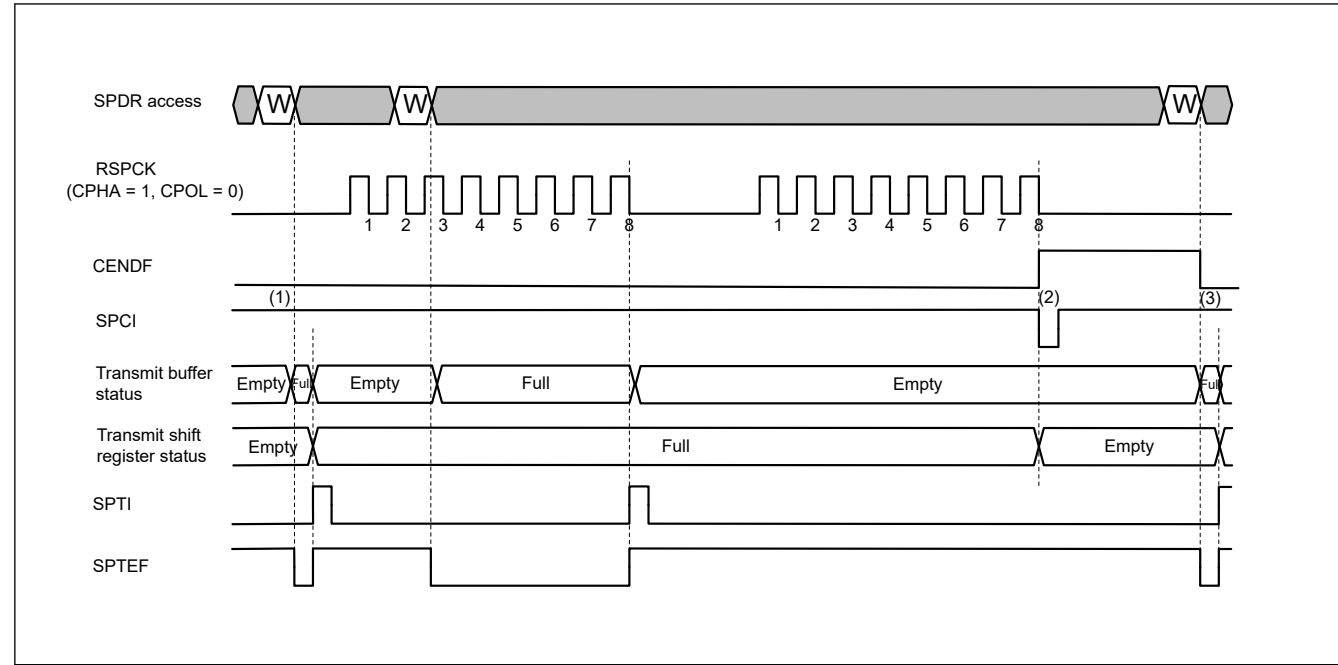 SPDR access W W W
RSPCK
(CPHA = 1, CPOL = 0)
1 2 3 4 5 6 7 8 1 2 3 4 5 6 7 8
CENDF
(1) (2) (3)
SPCI
Transmit buffer
status
Empty Full Empty Full Empty Full
Transmit shift
register status
Empty Full Empty
SPTI
SPTEF